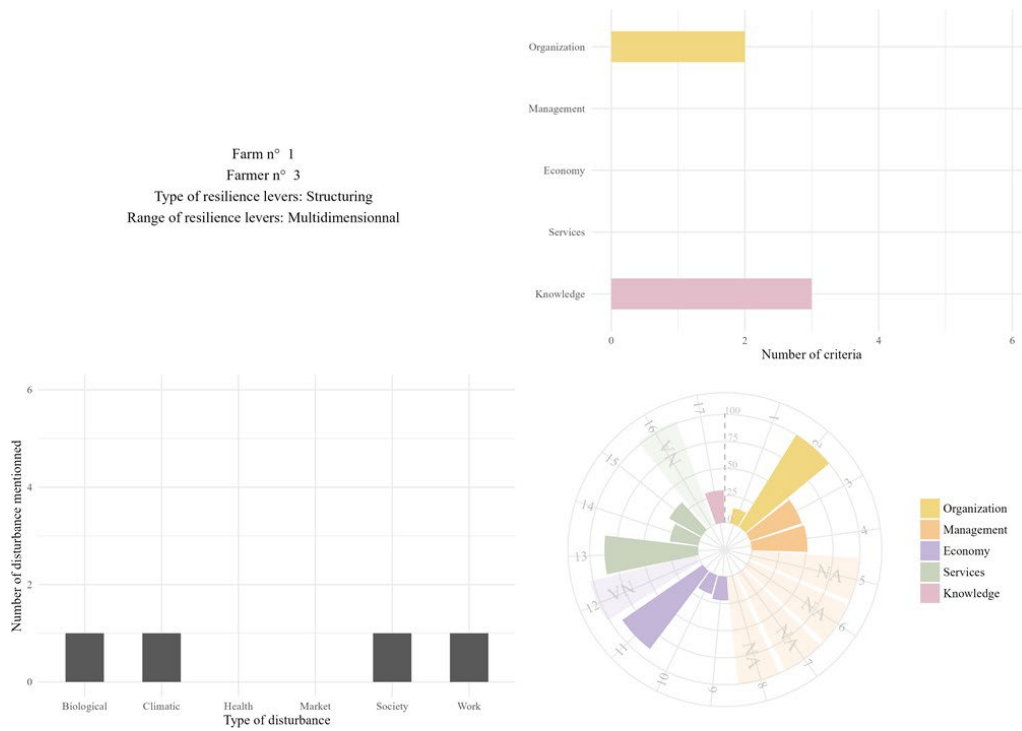 Farm n° 1
Farmer n° 3
Type of resilience levers: Structuring
Range of resilience levers: Multidimensionnal
Organization
Management
Economy
Services
Knowledge
0 2 4 6
Number of criteria
6
4
2
0
Number of disturbance mentionned
Biological Climatic Health Market Society Work
Type of disturbance
100
75
50
25
0
1
2
3
4
5
6
7
8
9
10
11
12
13
14
15
16
17
NA
NA
NA
NA
NA
NA
Organization
Management
Economy
Services
Knowledge